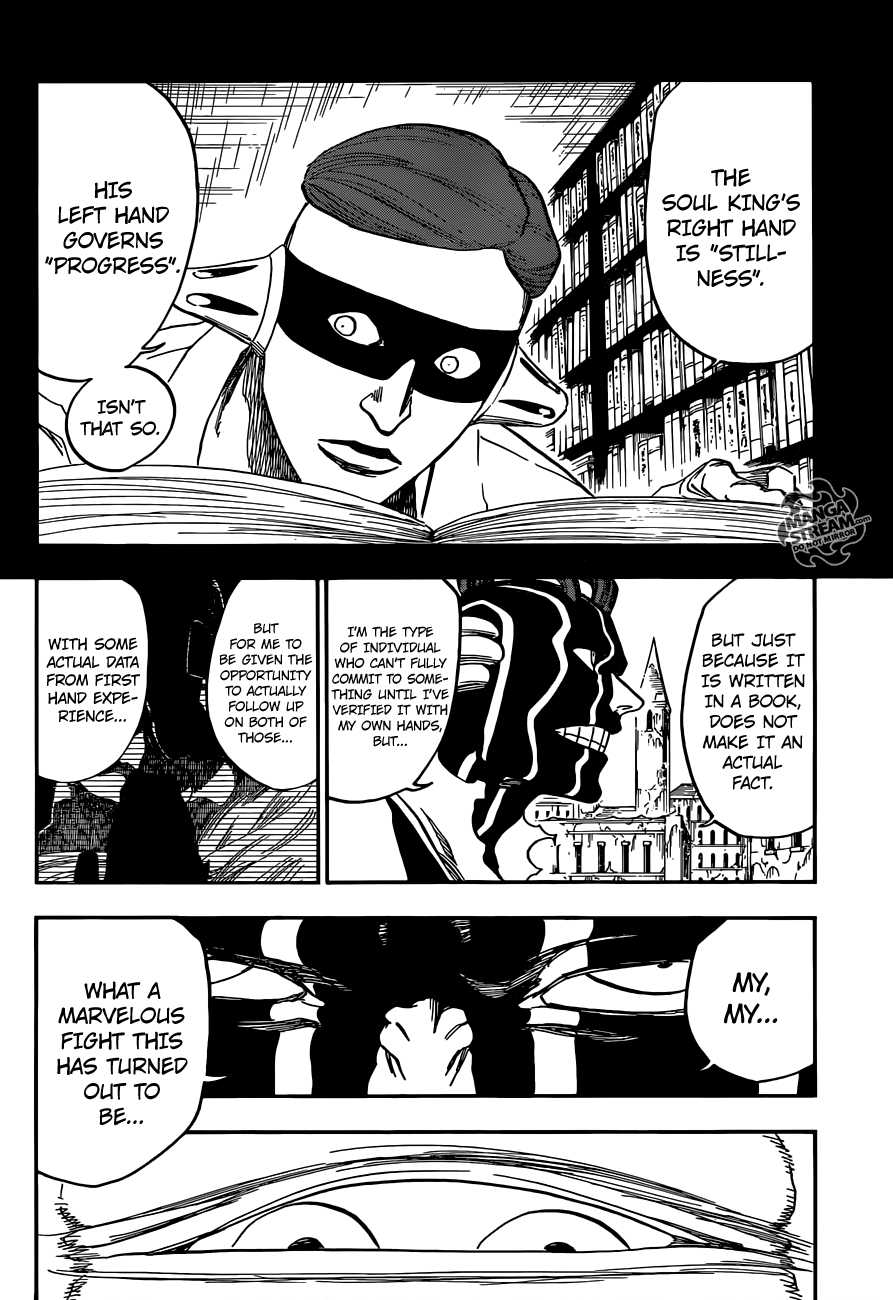 THE
SOUL KING'S
RIGHT HAND
IS "STILL-
NESS".
HIS
LEFT HAND
GOVERNS
"PROGRESS".
ISN'T
THAT SO.
MANGA
STREAM.com
DO NOT MIRROR
BUT JUST
BECAUSE IT
IS WRITTEN
IN A BOOK,
DOES NOT
MAKE IT AN
ACTUAL
FACT.
I'M THE TYPE
OF INDIVIDUAL
WHO CAN'T FULLY
COMMIT TO SOME-
THING UNTIL I'VE
VERIFIED IT WITH
MY OWN HANDS,
BUT...
BUT
FOR ME TO
BE GIVEN THE
OPPORTUNITY
TO ACTUALLY
FOLLOW UP
ON BOTH OF
THOSE...
WITH SOME
ACTUAL DATA
FROM FIRST
HAND EXPE-
RIENCE...
MY,
MY...
WHAT A
MARVELOUS
FIGHT THIS
HAS TURNED
OUT TO
BE...